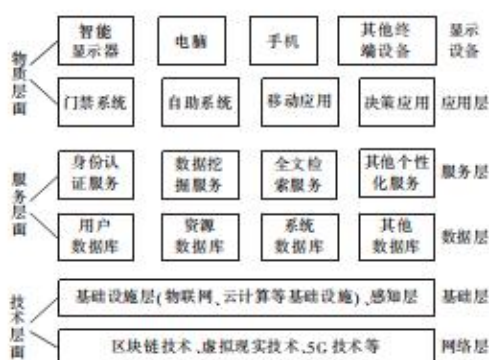 智能
显示器
电脑
手机
其他终
端设备
显示
设备
物质层面
门禁系统
自助系统
移动应用
决策应用
应用层
身份认
证服务
数据挖
掘服务
全文检
索服务
其他个性
化服务
服务层
服务层面
用户
数据库
资源
数据库
系统
数据库
其他
数据库
数据层
技术层面
基础设施层(物联网、云计算等基础设施)、感知层
基础层
区块链技术、虚拟现实技术、5G 技术等
网络层